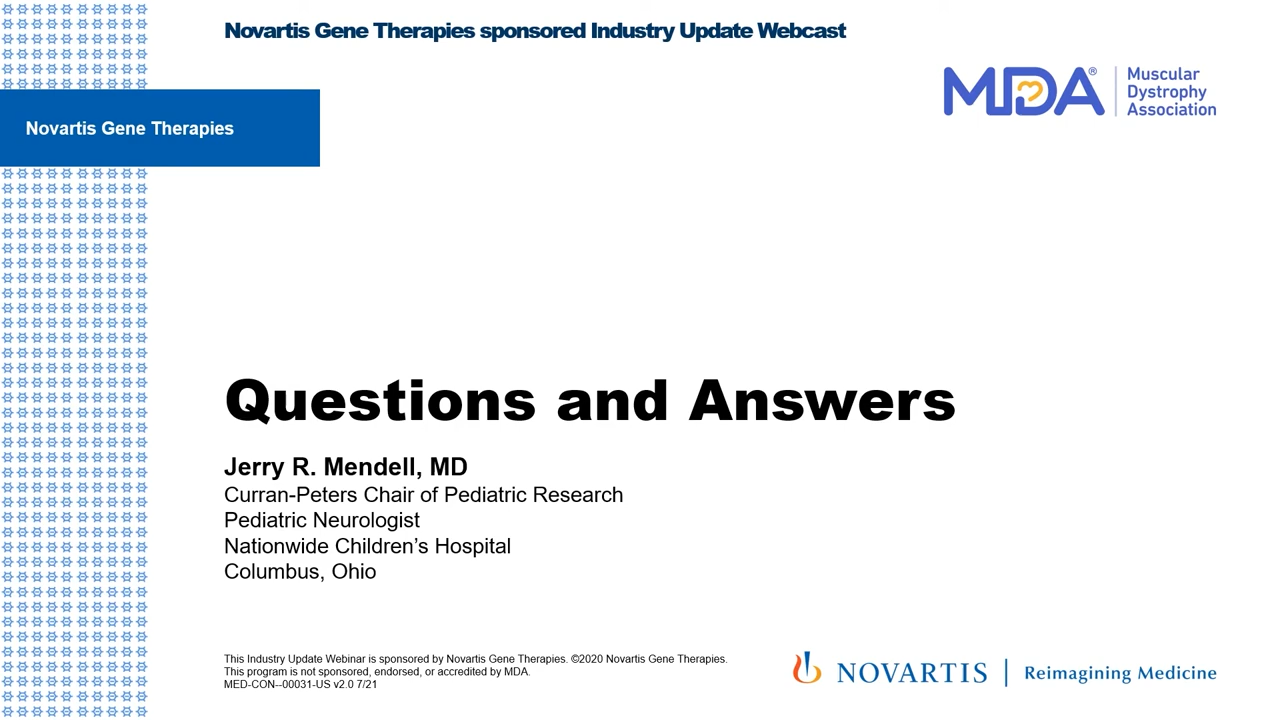 Novartis Gene Therapies sponsored Industry Update Webcast
MDA® Muscular
Dystrophy
Association
Novartis Gene Therapies
Questions and Answers
Jerry R. Mendell, MD
Curran-Peters Chair of Pediatric Research
Pediatric Neurologist
Nationwide Children’s Hospital
Columbus, Ohio
This Industry Update Webinar is sponsored by Novartis Gene Therapies. ©2020 Novartis Gene Therapies.
This program is not sponsored, endorsed, or accredited by MDA.
MED-CON--00031-US v2.0 7/21
NOVARTIS | Reimagining Medicine